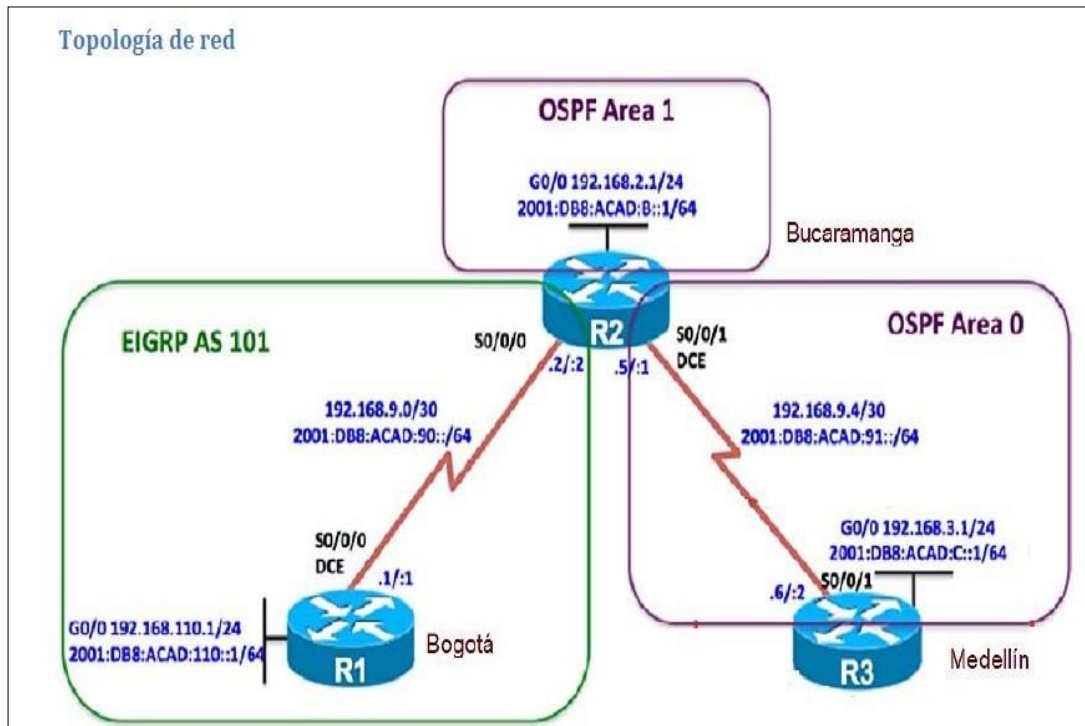 Topología de red
OSPF Area 1
G0/0 192.168.2.1/24
2001:DB8:ACAD:B::1/64
Bucaramanga
R2
EIGRP AS 101
S0/0/0
.2/:2
.5/:1
S0/0/1
DCE
OSPF Area 0
192.168.9.0/30
2001:DB8:ACAD:90::/64
192.168.9.4/30
2001:DB8:ACAD:91::/64
S0/0/0
DCE
.1/:1
G0/0 192.168.3.1/24
2001:DB8:ACAD:C::1/64
.6/:2
S0/0/1
G0/0 192.168.110.1/24
2001:DB8:ACAD:110::1/64
R1
Bogotá
R3
Medellín